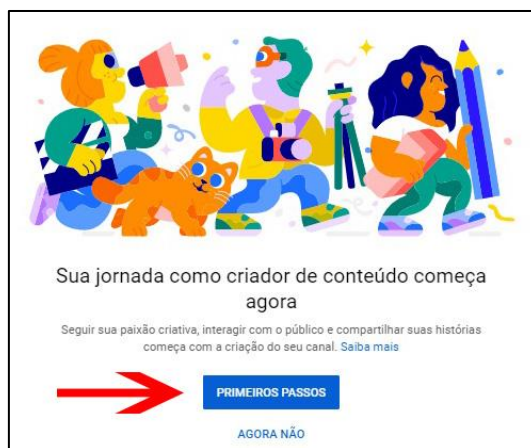 Sua jornada como criador de conteúdo começa
agora
Seguir sua paixão criativa, interagir com o público e compartilhar suas histórias
começa com a criação do seu canal. Saiba mais
PRIMEIROS PASSOS
AGORA NÃO